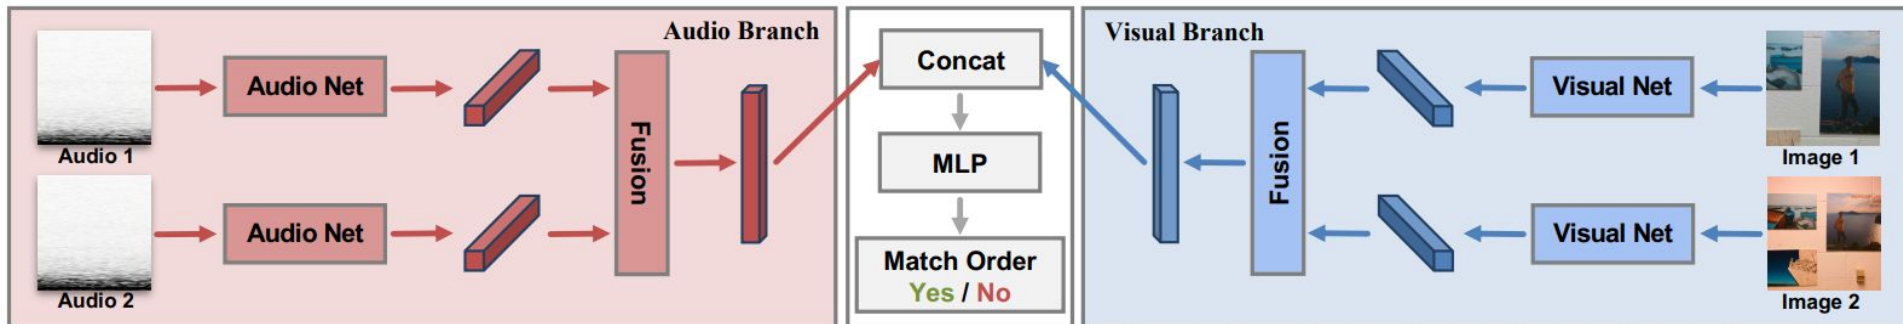 Audio Branch
Audio 1
Audio Net
Audio 2
Audio Net
Fusion
Concat
MLP
Match Order
Yes / No
Visual Branch
Fusion
Visual Net
Image 1
Visual Net
Image 2